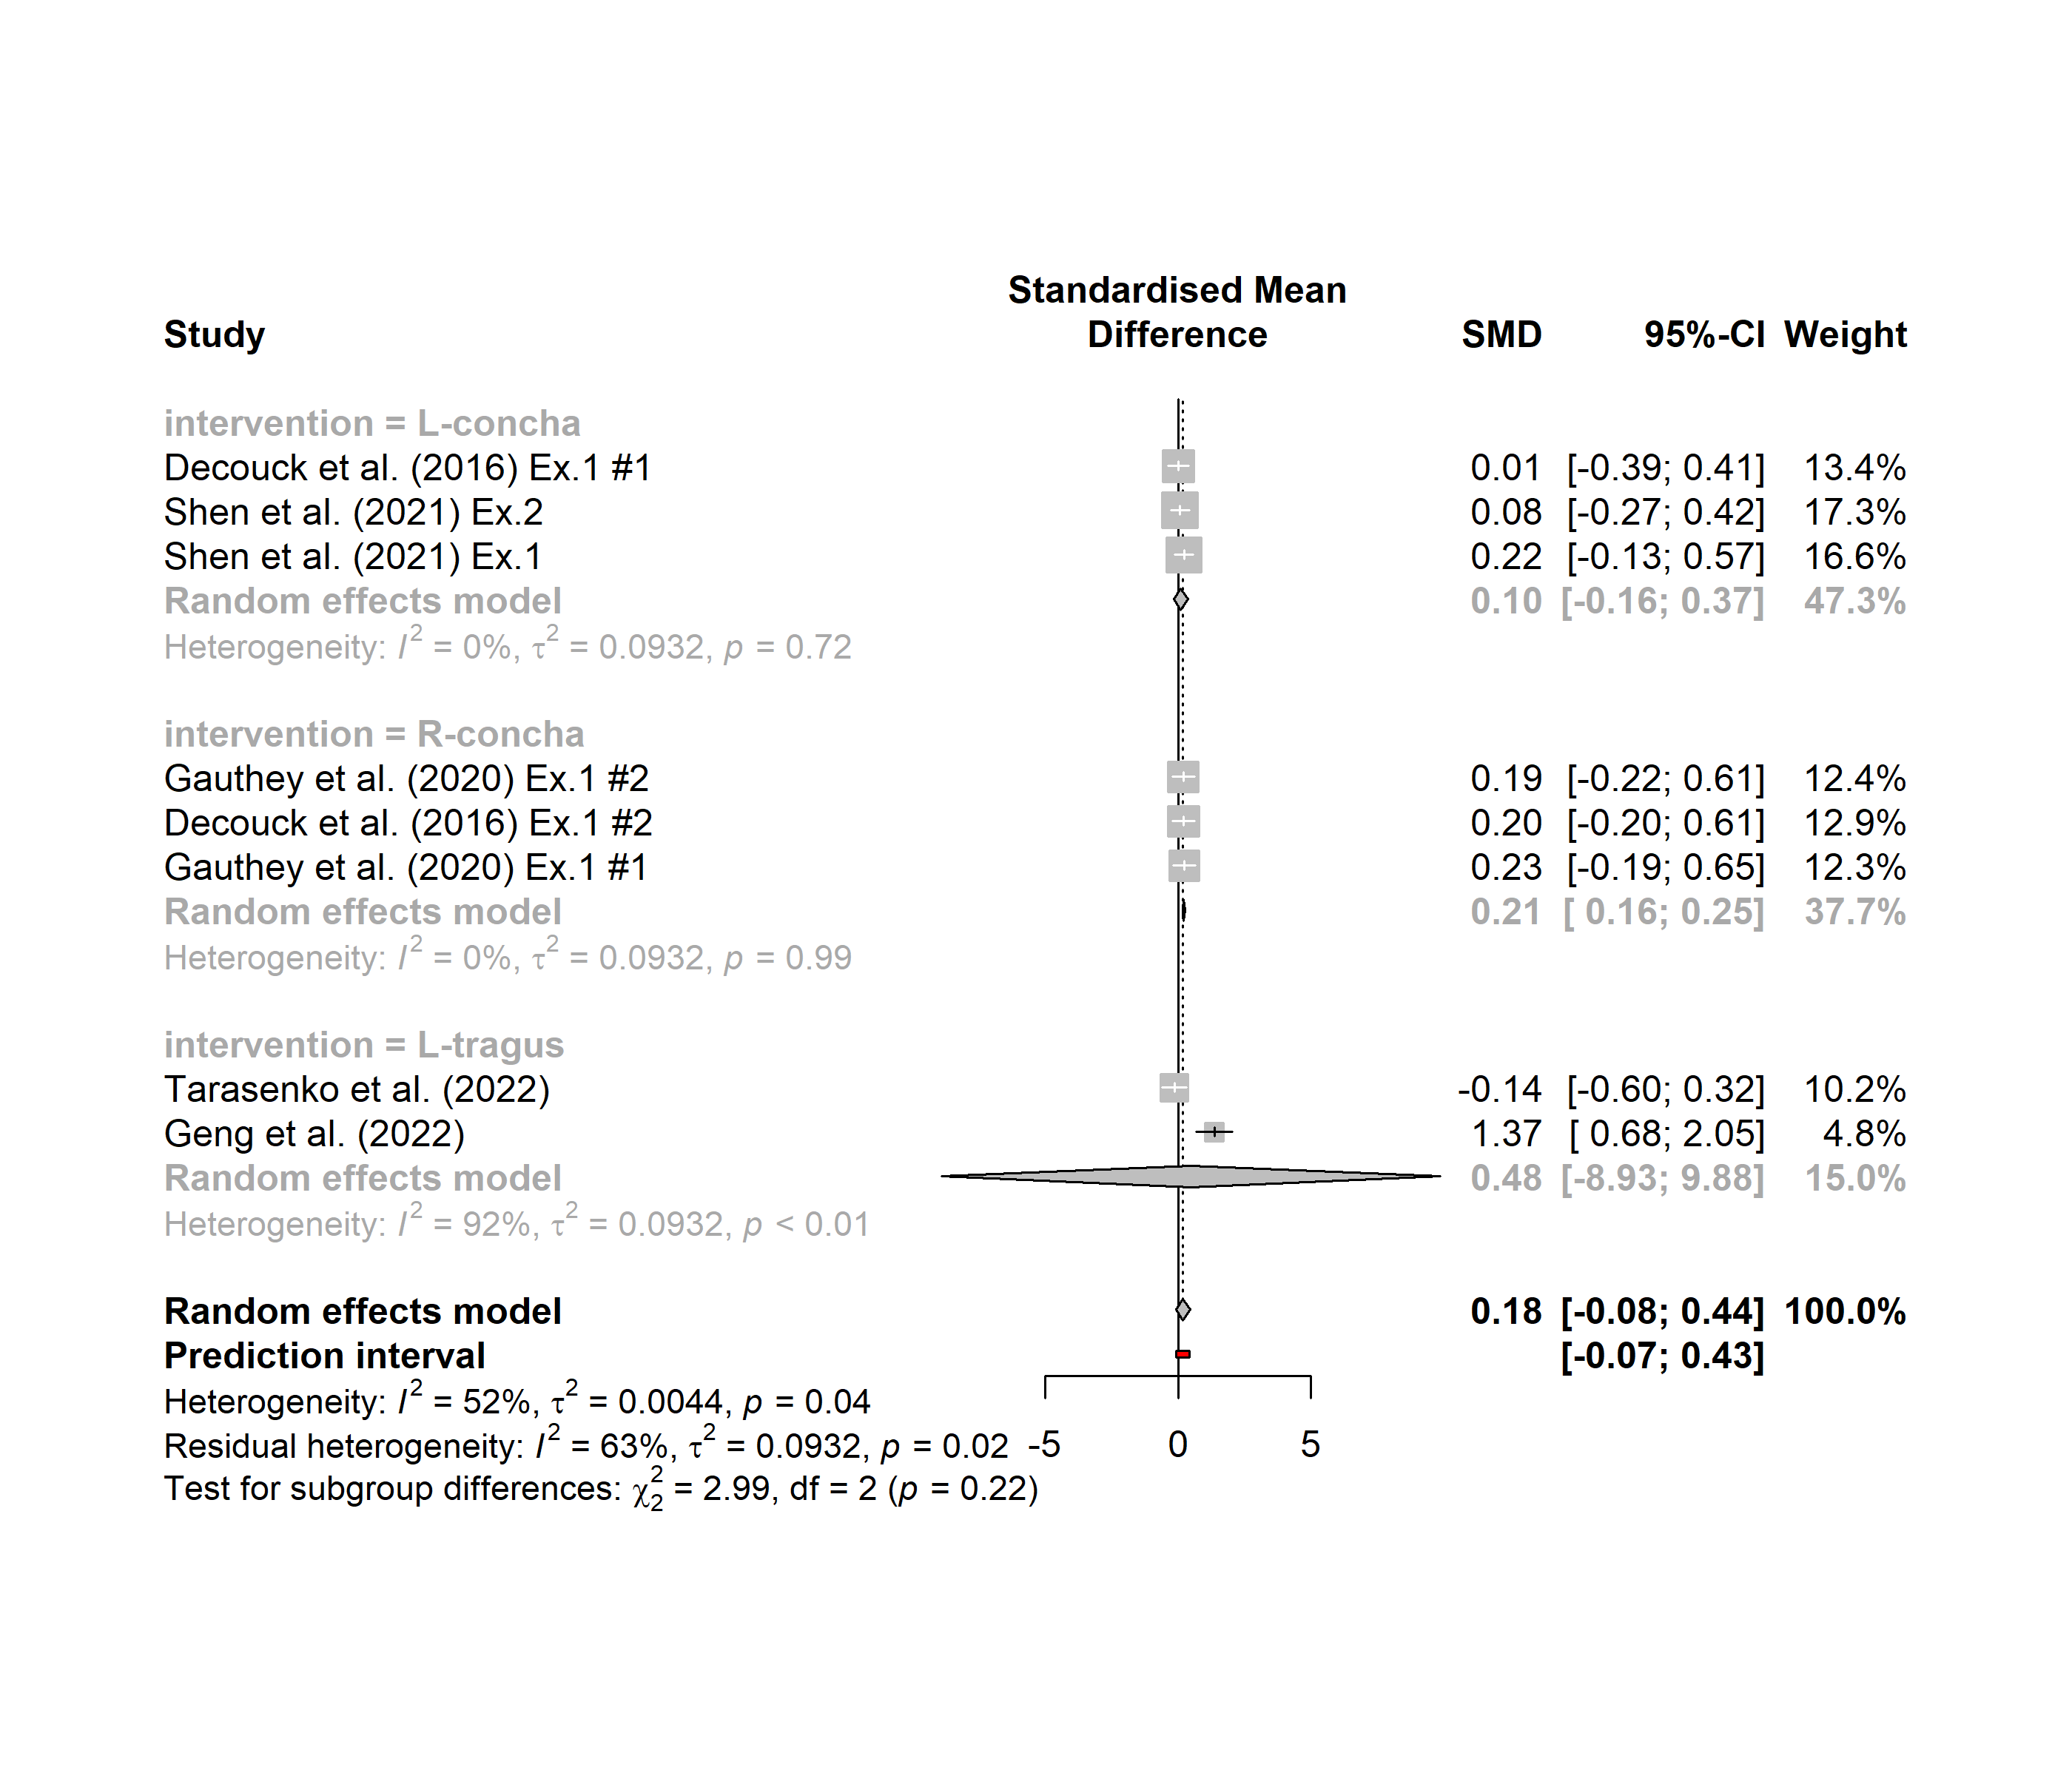 Standardised Mean
Study Difference SMD 95%-CI Weight
intervention = L-concha
Decouck et al. (2016) Ex.1 #1 0.01 [-0.39; 0.41] 13.4%
Shen et al. (2021) Ex.2 0.08 [-0.27; 0.42] 17.3%
Shen et al. (2021) Ex.1 0.22 [-0.13; 0.57] 16.6%
Random effects model 0.10 [-0.16; 0.37] 47.3%
Heterogeneity: I² = 0%, τ² = 0.0932, p = 0.72
intervention = R-concha
Gauthey et al. (2020) Ex.1 #2 0.19 [-0.22; 0.61] 12.4%
Decouck et al. (2016) Ex.1 #2 0.20 [-0.20; 0.61] 12.9%
Gauthey et al. (2020) Ex.1 #1 0.23 [-0.19; 0.65] 12.3%
Random effects model 0.21 [ 0.16; 0.25] 37.7%
Heterogeneity: I² = 0%, τ² = 0.0932, p = 0.99
intervention = L-tragus
Tarasenko et al. (2022) -0.14 [-0.60; 0.32] 10.2%
Geng et al. (2022) 1.37 [ 0.68; 2.05] 4.8%
Random effects model 0.48 [-8.93; 9.88] 15.0%
Heterogeneity: I² = 92%, τ² = 0.0932, p < 0.01
Random effects model 0.18 [-0.08; 0.44] 100.0%
Prediction interval [-0.07; 0.43]
Heterogeneity: I² = 52%, τ² = 0.0044, p = 0.04
Residual heterogeneity: I² = 63%, τ² = 0.0932, p = 0.02 -5 0 5
Test for subgroup differences: χ²₂ = 2.99, df = 2 (p = 0.22)